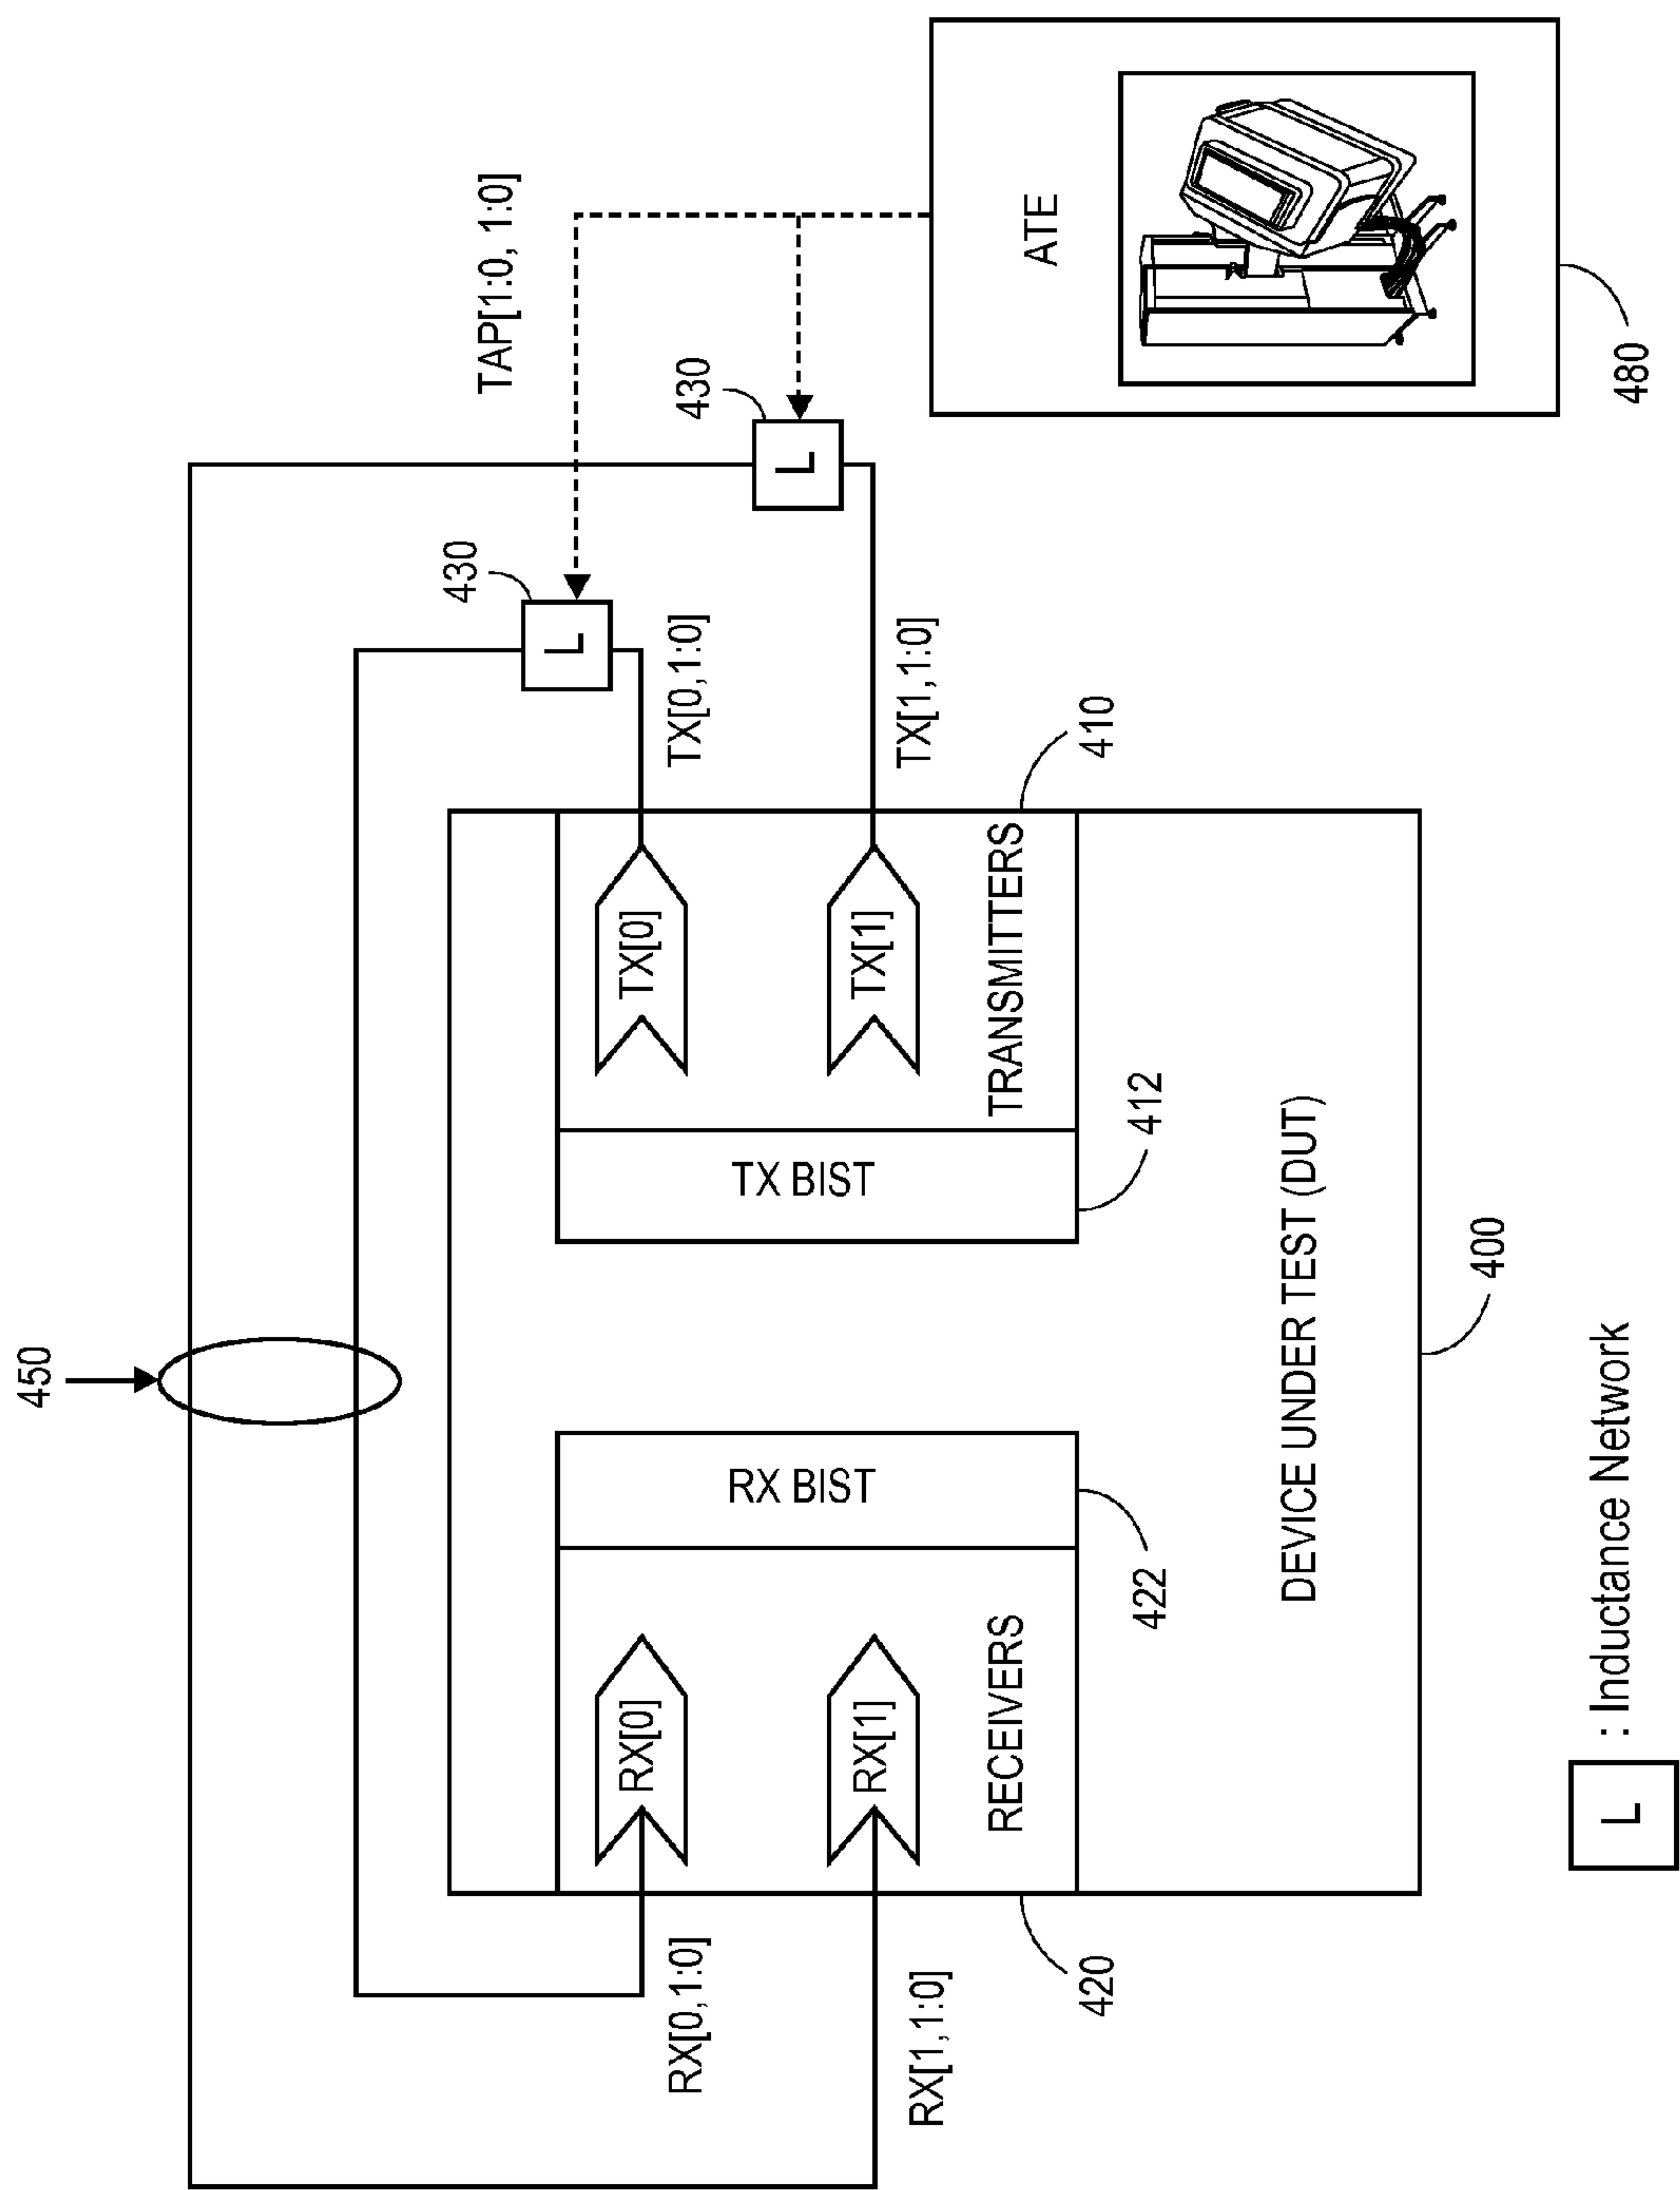 450
TAP[1:0, 1:0]
430
L
430
L
ATE
480
TX[0,1:0]
TX[1,1:0]
410
RX[0]
RX[1]
RECEIVERS
RX BIST
422
TX BIST
412
TX[0]
TX[1]
TRANSMITTERS
RX[0,1:0]
RX[1,1:0]
420
DEVICE UNDER TEST (DUT)
400
L : Inductance Network